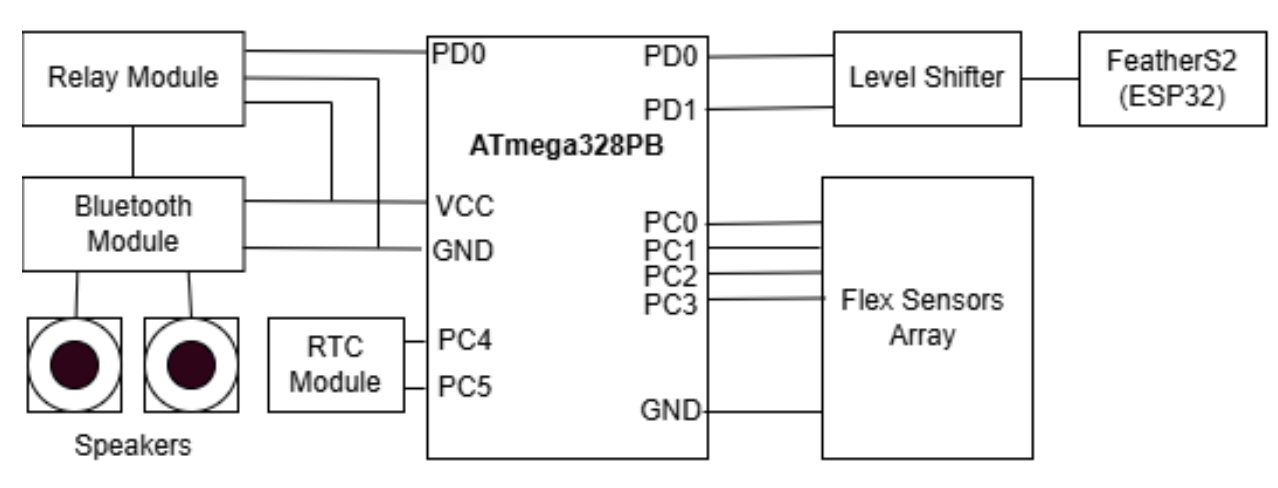 Relay Module
PD0
PD0
Level Shifter
FeatherS2
(ESP32)
PD1
ATmega328PB
Bluetooth
Module
VCC
GND
PC0
PC1
PC2
PC3
Flex Sensors
Array
RTC
Module
PC4
PC5
GND
Speakers